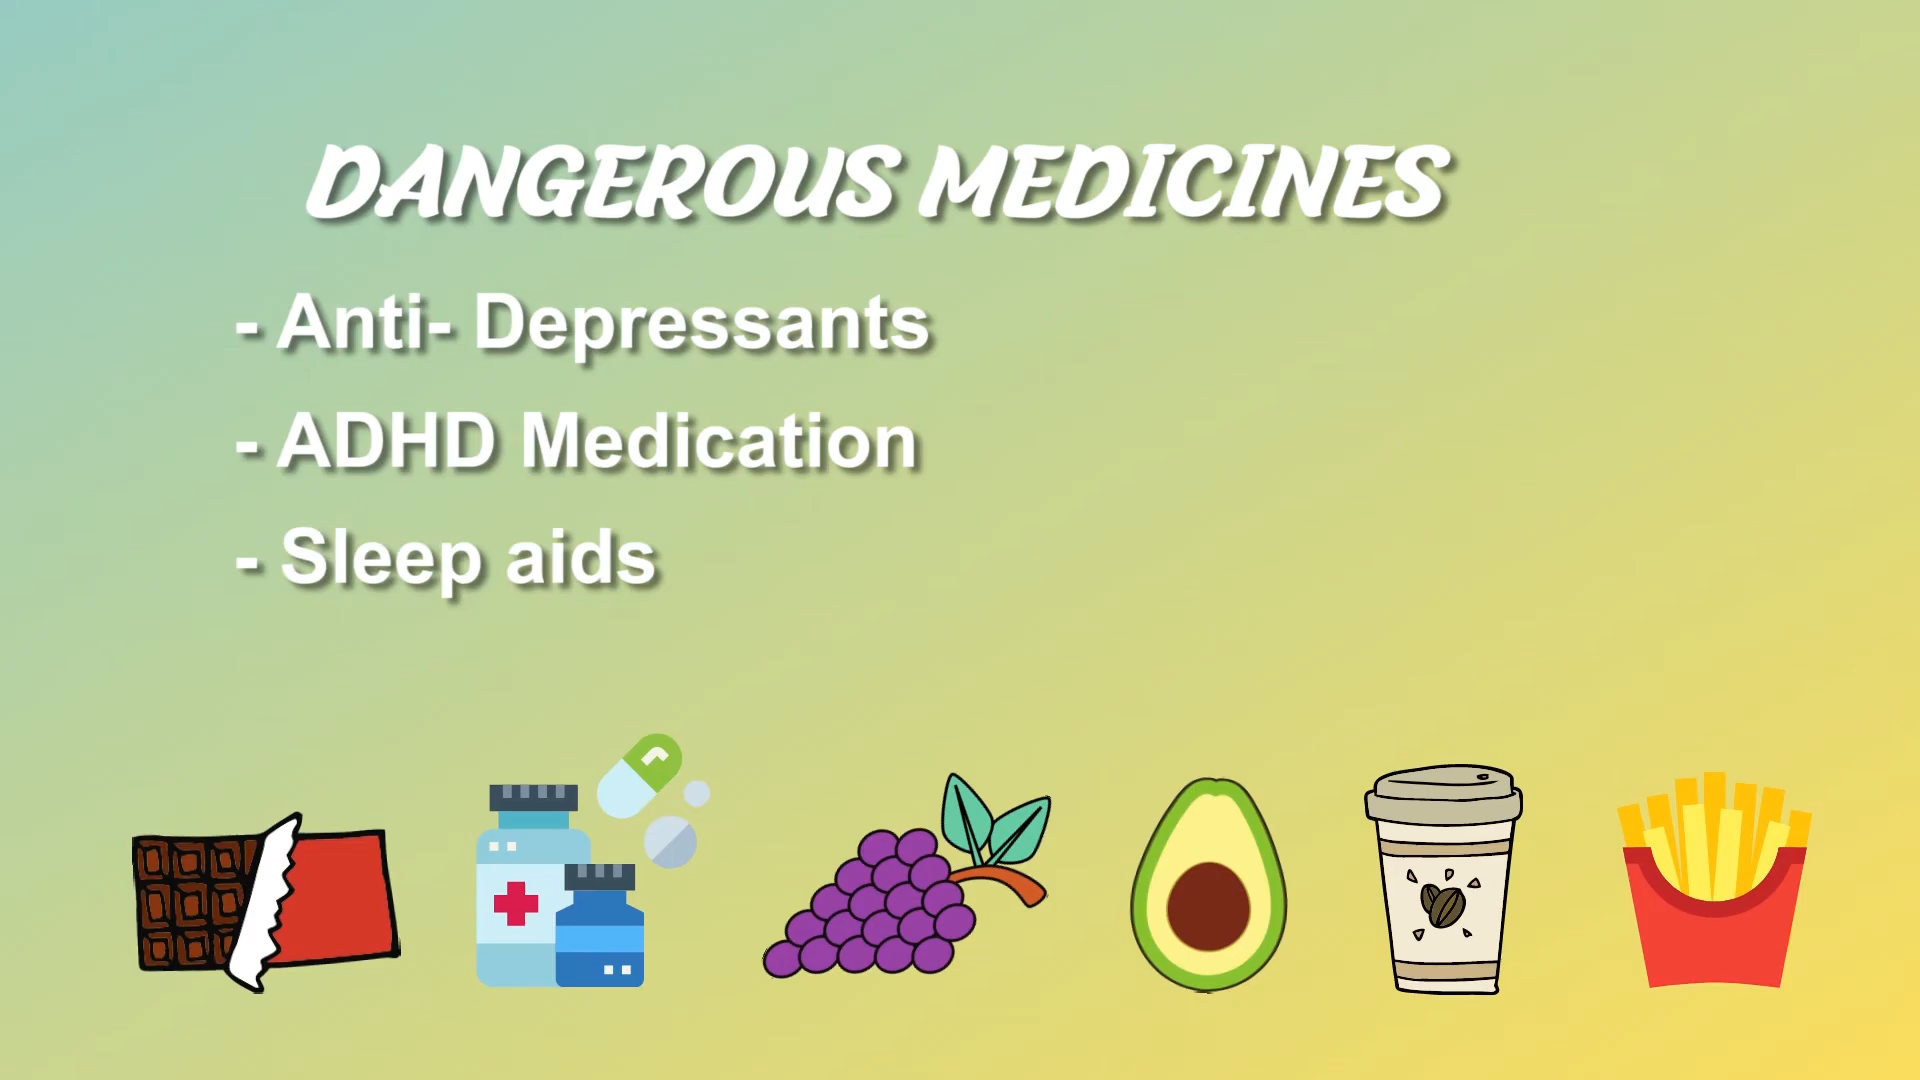 DANGEROUS MEDICINES
- Anti- Depressants
- ADHD Medication
- Sleep aids